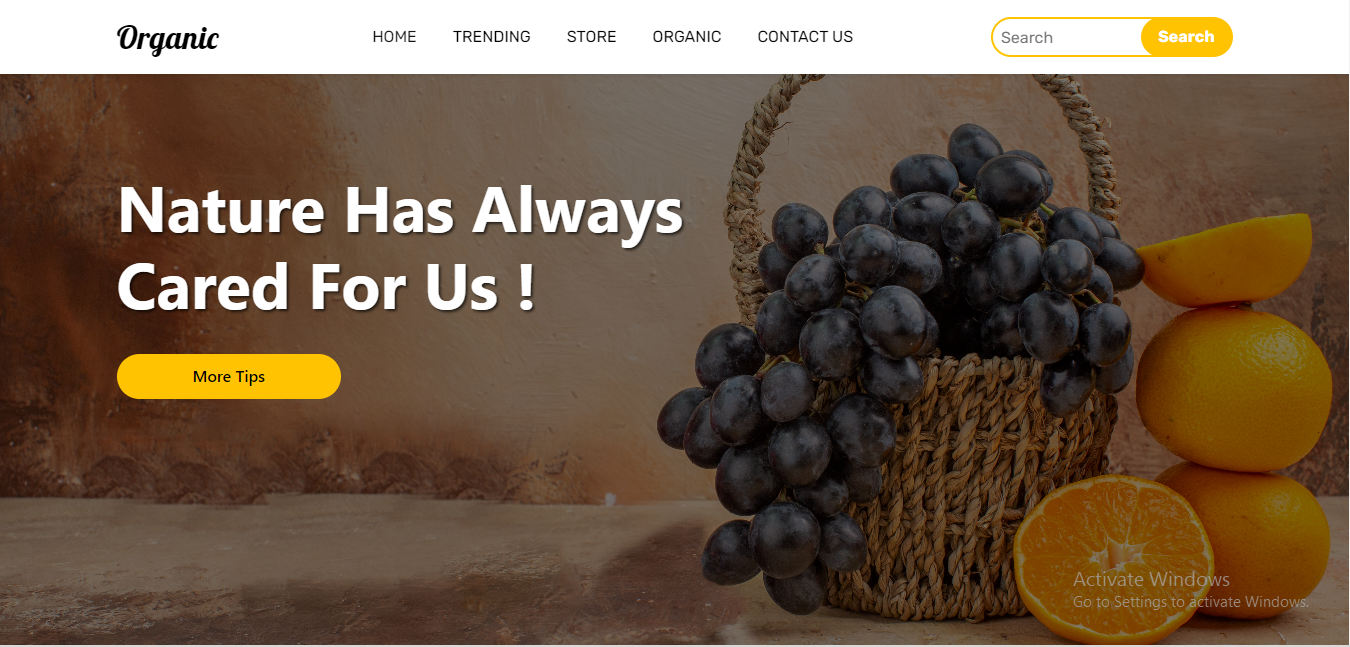 Organic
HOME TRENDING STORE ORGANIC CONTACT US
Search Search
Nature Has Always
Cared For Us !
More Tips
Activate Windows
Go to Settings to activate Windows.